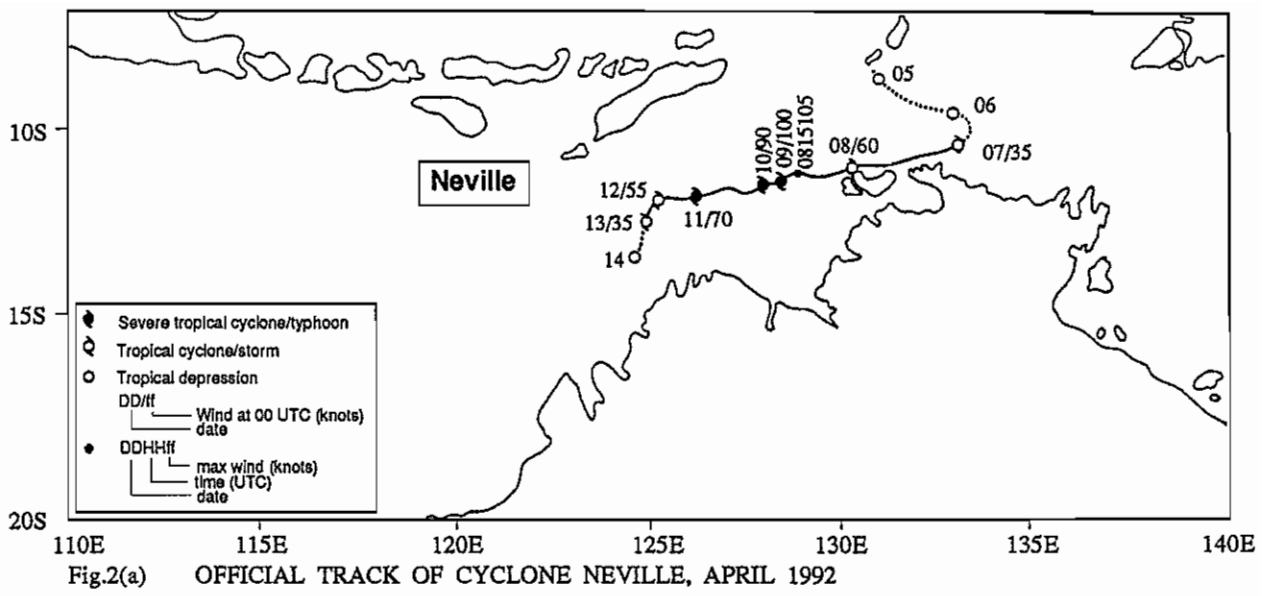 05
06
10S
10/90
09/100
0815105
08/60
07/35
Neville
12/55
11/70
13/35
14
15S
Severe tropical cyclone/typhoon
Tropical cyclone/storm
Tropical depression
DD/ff
Wind at 00 UTC (knots)
date
DDHHff
max wind (knots)
time (UTC)
date
20S
110E 115E 120E 125E 130E 135E 140E
Fig.2(a) OFFICIAL TRACK OF CYCLONE NEVILLE, APRIL 1992